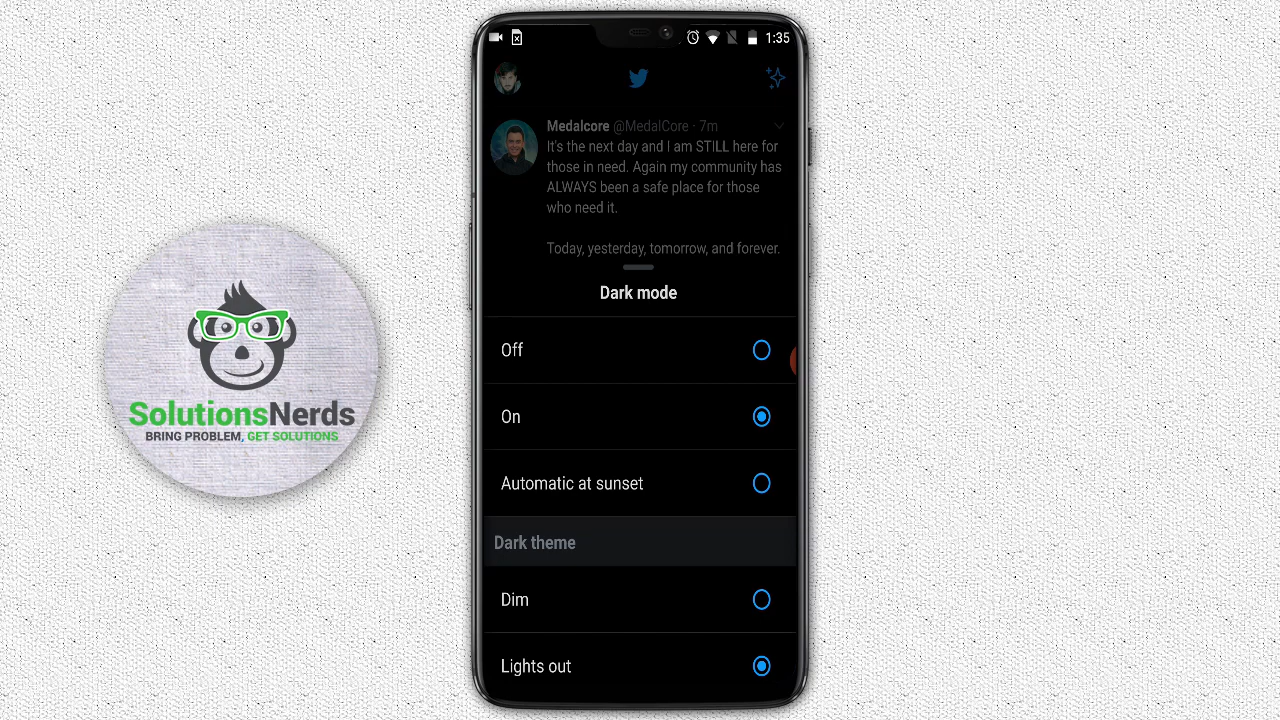 1:35
Medalcore @MedalCore · 7m
It's the next day and I am STILL here for
those in need. Again my community has
ALWAYS been a safe place for those
who need it.
Today, yesterday, tomorrow, and forever.
Dark mode
Off
On
Automatic at sunset
Dark theme
Dim
Lights out
SolutionsNerds
BRING PROBLEM, GET SOLUTIONS